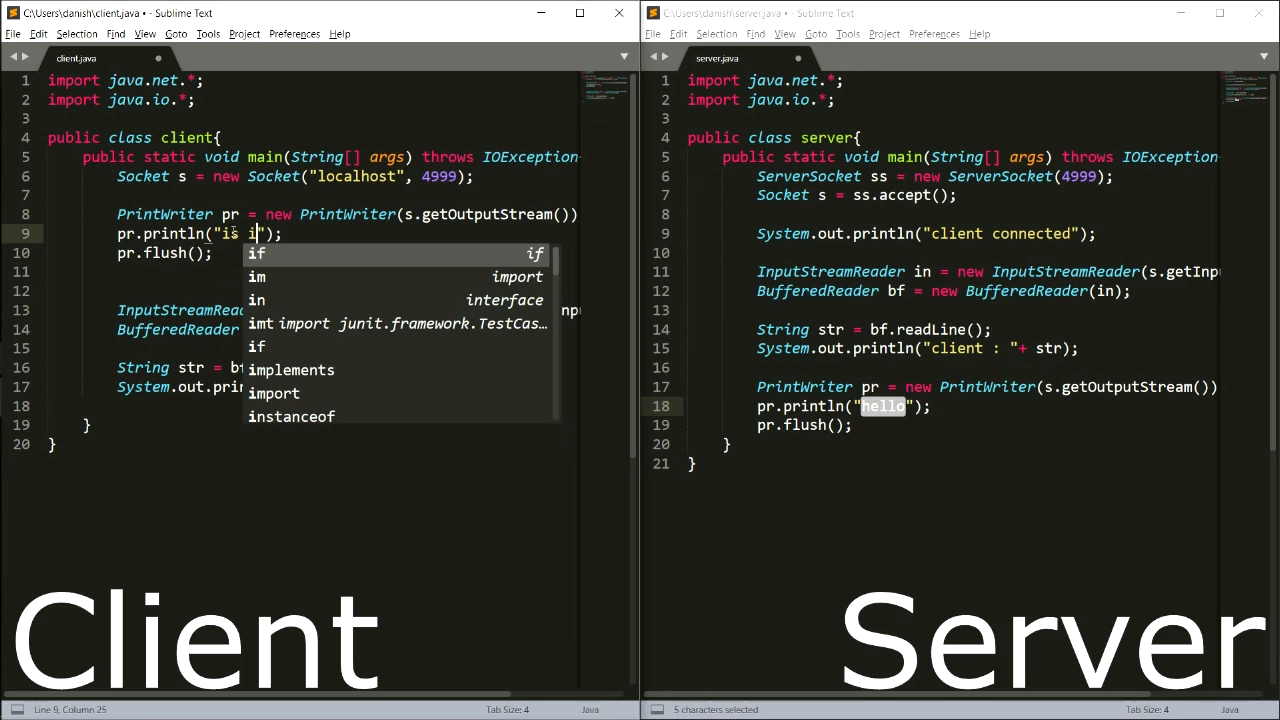 C:\Users\danish\client.java • - Sublime Text
File Edit Selection Find View Goto Tools Project Preferences Help
client.java
1 import java.net.*;
2 import java.io.*;
3
4 public class client{
5 public static void main(String[] args) throws IOException
6 Socket s = new Socket("localhost", 4999);
7
8 PrintWriter pr = new PrintWriter(s.getOutputStream())
9 pr.println("is i");
10 pr.flush();
11
12
13 InputStreamRea
14 BufferedReader
15
16 String str = b
17 System.out.pri
18
19 }
20 }
if if
im import
in interface
imt import junit.framework.TestCas…
if
implements
import
instanceof
Client
Line 9, Column 25 Tab Size: 4 Java
C:\Users\danish\server.java • - Sublime Text
File Edit Selection Find View Goto Tools Project Preferences Help
server.java
1 import java.net.*;
2 import java.io.*;
3
4 public class server{
5 public static void main(String[] args) throws IOException
6 ServerSocket ss = new ServerSocket(4999);
7 Socket s = ss.accept();
8
9 System.out.println("client connected");
10
11 InputStreamReader in = new InputStreamReader(s.getInpu
12 BufferedReader bf = new BufferedReader(in);
13
14 String str = bf.readLine();
15 System.out.println("client : "+ str);
16
17 PrintWriter pr = new PrintWriter(s.getOutputStream())
18 pr.println("hello");
19 pr.flush();
20 }
21 }
Server
5 characters selected Tab Size: 4 Java